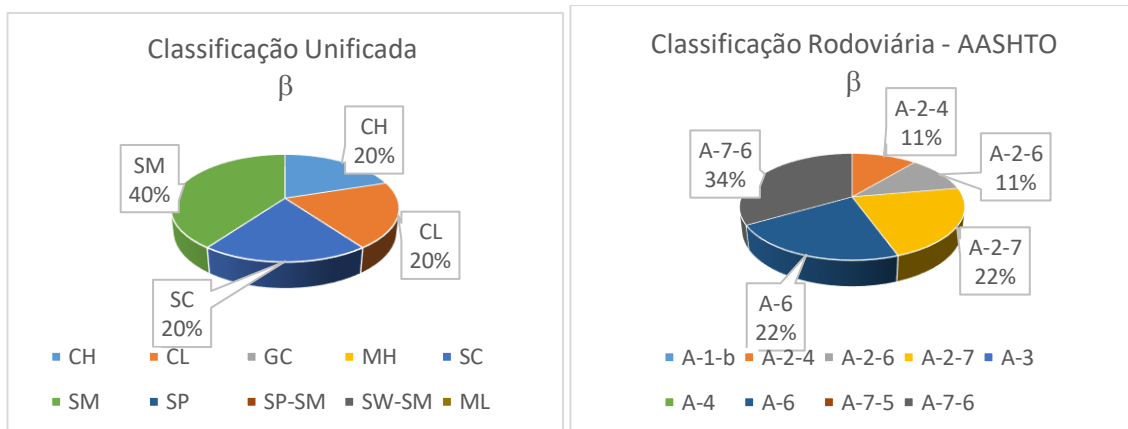 Classificação Unificada
β
CH
20%
SM
40%
CL
20%
SC
20%
CH CL GC MH SC
SM SP SP-SM SW-SM ML
Classificação Rodoviária - AASHTO
β
A-2-4
11%
A-7-6
34%
A-2-6
11%
A-2-7
22%
A-6
22%
A-1-b A-2-4 A-2-6 A-2-7 A-3
A-4 A-6 A-7-5 A-7-6